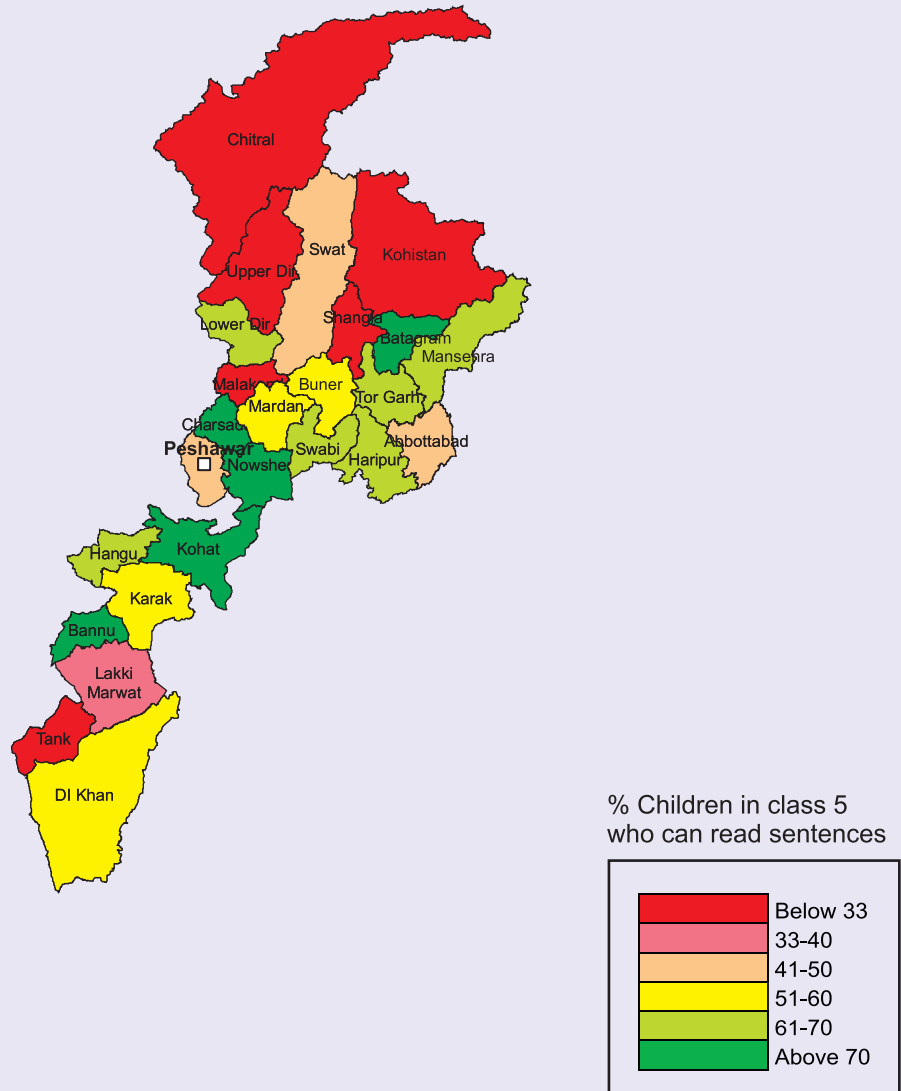 Chitral
Swat
Kohistan
Upper Dir
Shangla
Lower Dir
Batagram
Mansehra
Buner
Tor Garh
Mardan
Charsad
Abbottabad
Peshawar
Swabi
Haripur
Nowshe
Kohat
Hangu
Karak
Bannu
Lakki
Marwat
Tank
DI Khan
% Children in class 5
who can read sentences
Below 33
33-40
41-50
51-60
61-70
Above 70